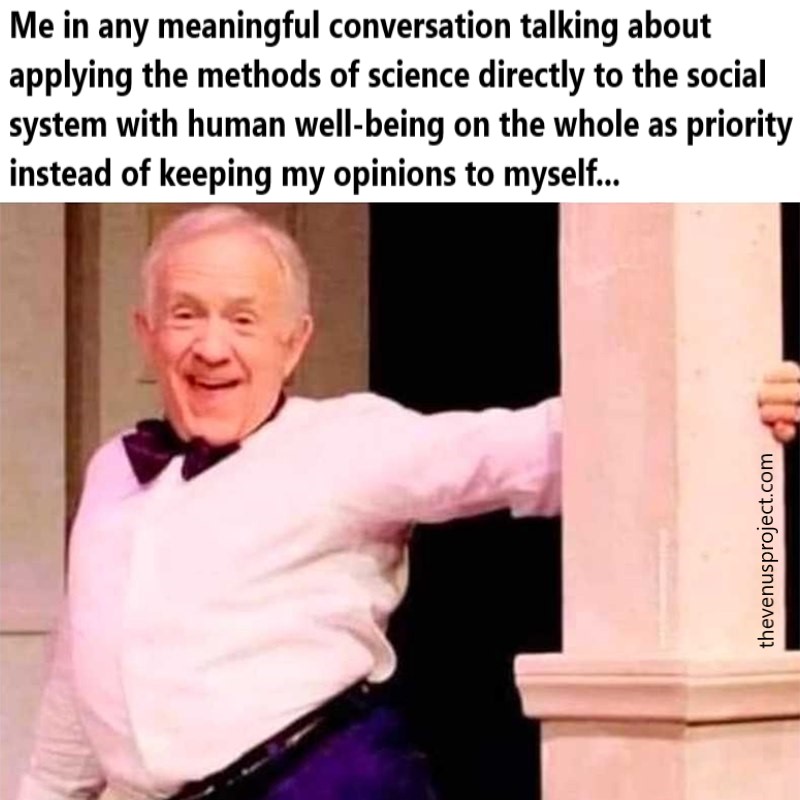 Me in any meaningful conversation talking about
applying the methods of science directly to the social
system with human well-being on the whole as priority
instead of keeping my opinions to myself...
thevenusproject.com